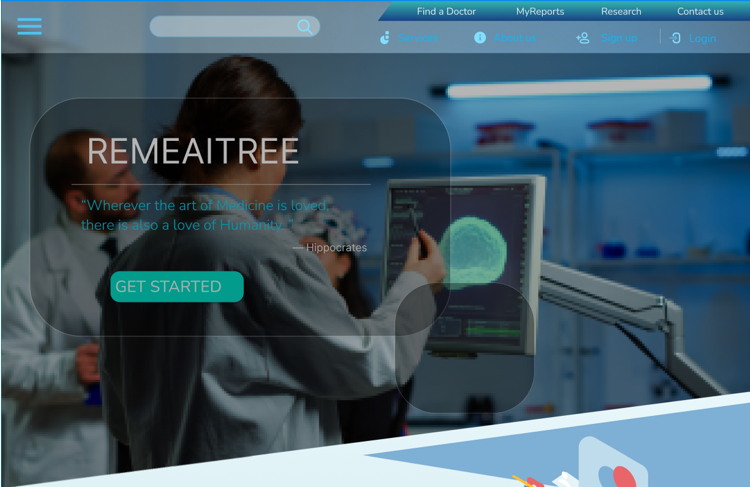 Find a Doctor
MyReports
Research
Contact us
Services
About us
Sign up
Login
REMEAITREE
“Wherever the art of Medicine is loved,
there is also a love of Humanity. ”
— Hippocrates
GET STARTED